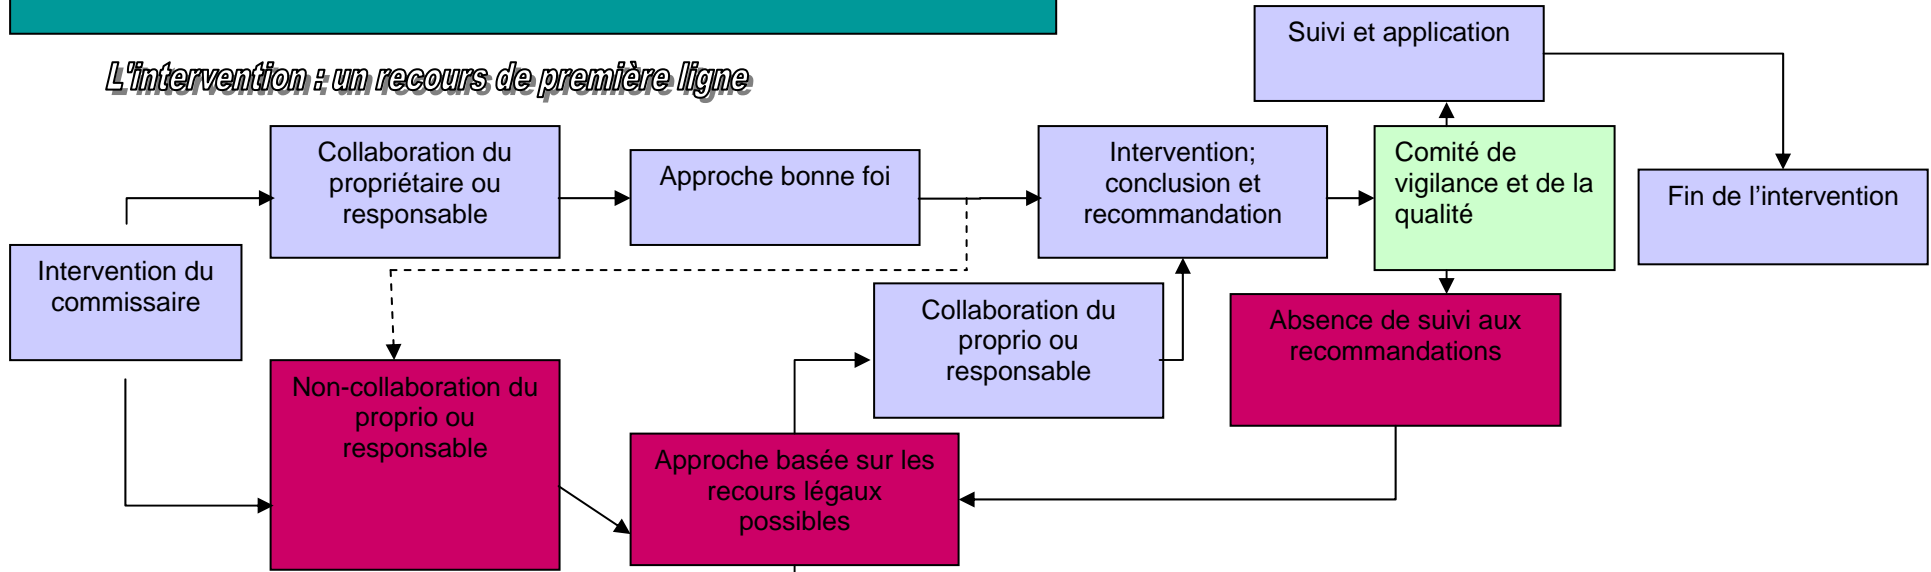 L'intervention : un recours de première ligne
Suivi et application
Collaboration du
propriétaire ou
responsable
Approche bonne foi
Intervention;
conclusion et
recommandation
Comité de
vigilance et de la
qualité
Fin de l’intervention
Intervention du
commissaire
Collaboration du
proprio ou
responsable
Absence de suivi aux
recommandations
Non-collaboration du
proprio ou
responsable
Approche basée sur les
recours légaux
possibles